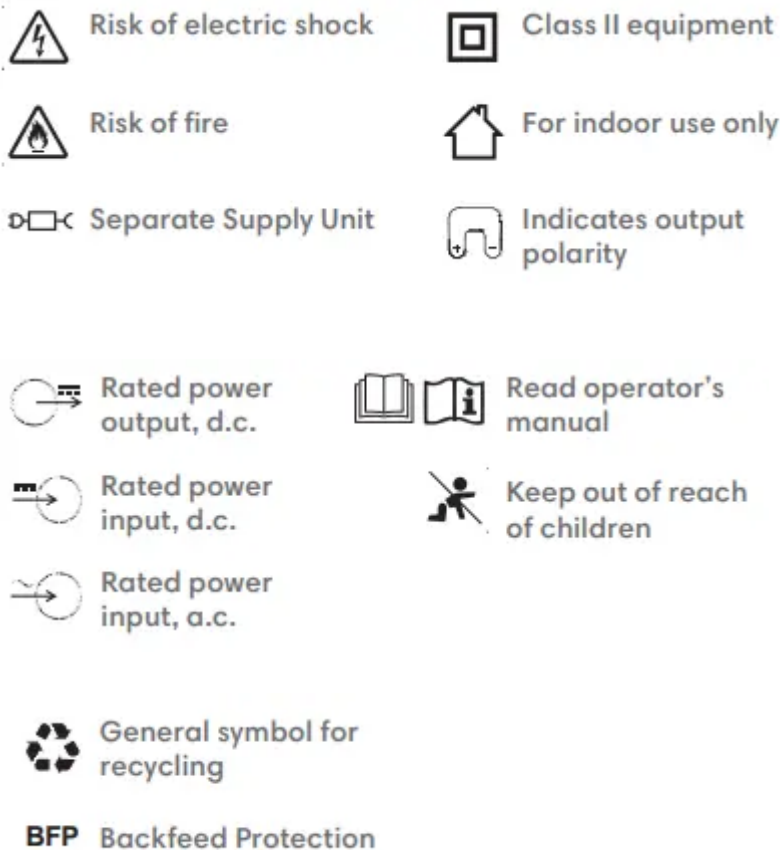 Risk of electric shock
Class II equipment
Risk of fire
For indoor use only
Separate Supply Unit
Indicates output
polarity
Rated power
output, d.c.
Read operator's
manual
Rated power
input, d.c.
Keep out of reach
of children
Rated power
input, a.c.
General symbol for
recycling
BFP Backfeed Protection